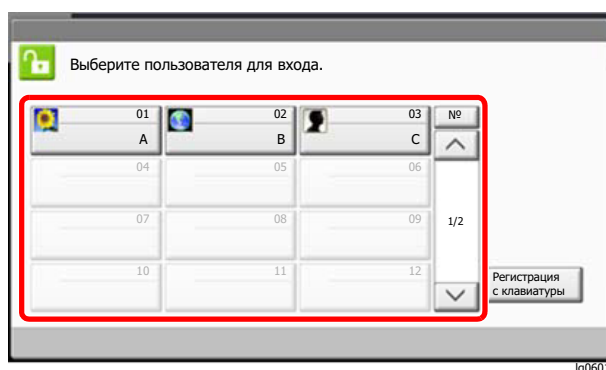 Выберите пользователя для входа.
01 02 03 №
A B C
04 05 06
07 08 09 1/2
10 11 12
Регистрация
с клавиатуры